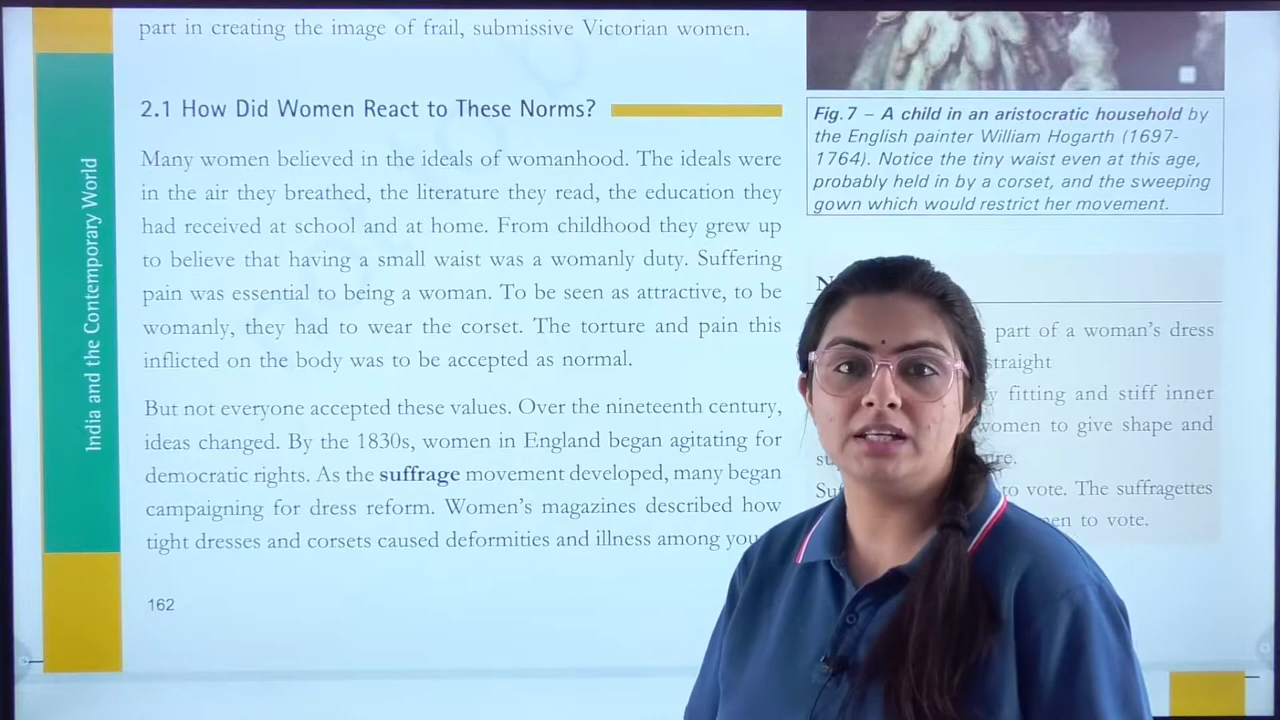 part in creating the image of frail, submissive Victorian women.
2.1 How Did Women React to These Norms?
Many women believed in the ideals of womanhood. The ideals were
in the air they breathed, the literature they read, the education they
had received at school and at home. From childhood they grew up
to believe that having a small waist was a womanly duty. Suffering
pain was essential to being a woman. To be seen as attractive, to be
womanly, they had to wear the corset. The torture and pain this
inflicted on the body was to be accepted as normal.
But not everyone accepted these values. Over the nineteenth century,
ideas changed. By the 1830s, women in England began agitating for
democratic rights. As the suffrage movement developed, many began
campaigning for dress reform. Women's magazines described how
tight dresses and corsets caused deformities and illness among
162
India and the Contemporary World
Fig. 7 – A child in an aristocratic household by
the English painter William Hogarth (1697-
1764). Notice the tiny waist even at this age,
probably held in by a corset, and the sweeping
gown which would restrict her movement.
part of a woman's dress
straight
fitting and stiff inner
women to give shape and
to vote. The suffragettes
to vote.